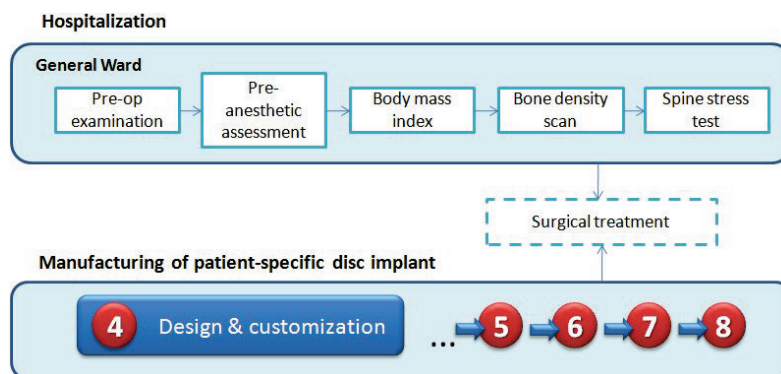 Hospitalization
General Ward
Pre-op
examination
Pre-
anesthetic
assessment
Body mass
index
Bone density
scan
Spine stress
test
Surgical treatment
Manufacturing of patient-specific disc implant
4 Design & customization ... 5 6 7 8